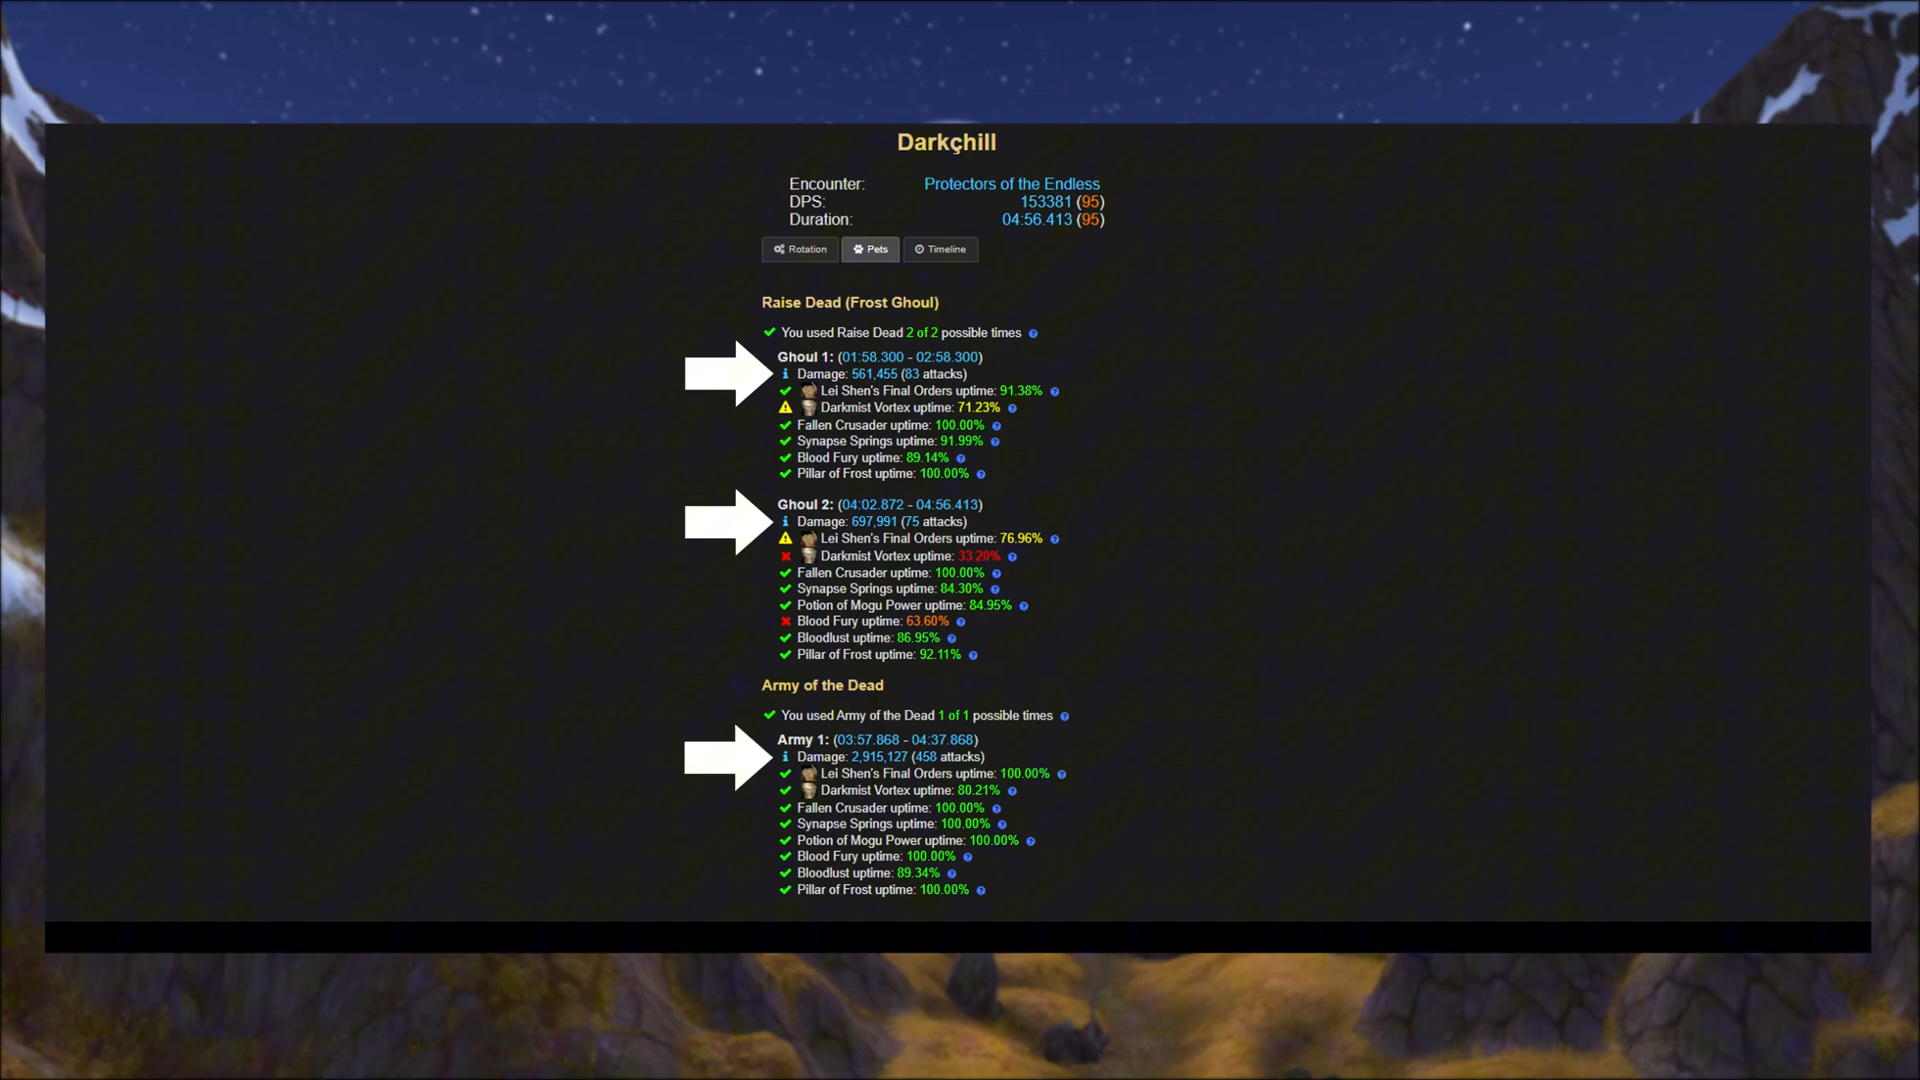 Darkçhill
Encounter: Protectors of the Endless
DPS: 153381 (95)
Duration: 04:56.413 (95)
Rotation Pets Timeline
Raise Dead (Frost Ghoul)
You used Raise Dead 2 of 2 possible times
Ghoul 1: (01:58.300 - 02:58.300)
Damage: 561,455 (83 attacks)
Lei Shen's Final Orders uptime: 91.38%
Darkmist Vortex uptime: 71.23%
Fallen Crusader uptime: 100.00%
Synapse Springs uptime: 91.99%
Blood Fury uptime: 89.14%
Pillar of Frost uptime: 100.00%
Ghoul 2: (04:02.872 - 04:56.413)
Damage: 697,991 (75 attacks)
Lei Shen's Final Orders uptime: 76.96%
Darkmist Vortex uptime: 33.20%
Fallen Crusader uptime: 100.00%
Synapse Springs uptime: 84.30%
Potion of Mogu Power uptime: 84.95%
Blood Fury uptime: 63.60%
Bloodlust uptime: 86.95%
Pillar of Frost uptime: 92.11%
Army of the Dead
You used Army of the Dead 1 of 1 possible times
Army 1: (03:57.868 - 04:37.868)
Damage: 2,915,127 (458 attacks)
Lei Shen's Final Orders uptime: 100.00%
Darkmist Vortex uptime: 80.21%
Fallen Crusader uptime: 100.00%
Synapse Springs uptime: 100.00%
Potion of Mogu Power uptime: 100.00%
Blood Fury uptime: 100.00%
Bloodlust uptime: 89.34%
Pillar of Frost uptime: 100.00%